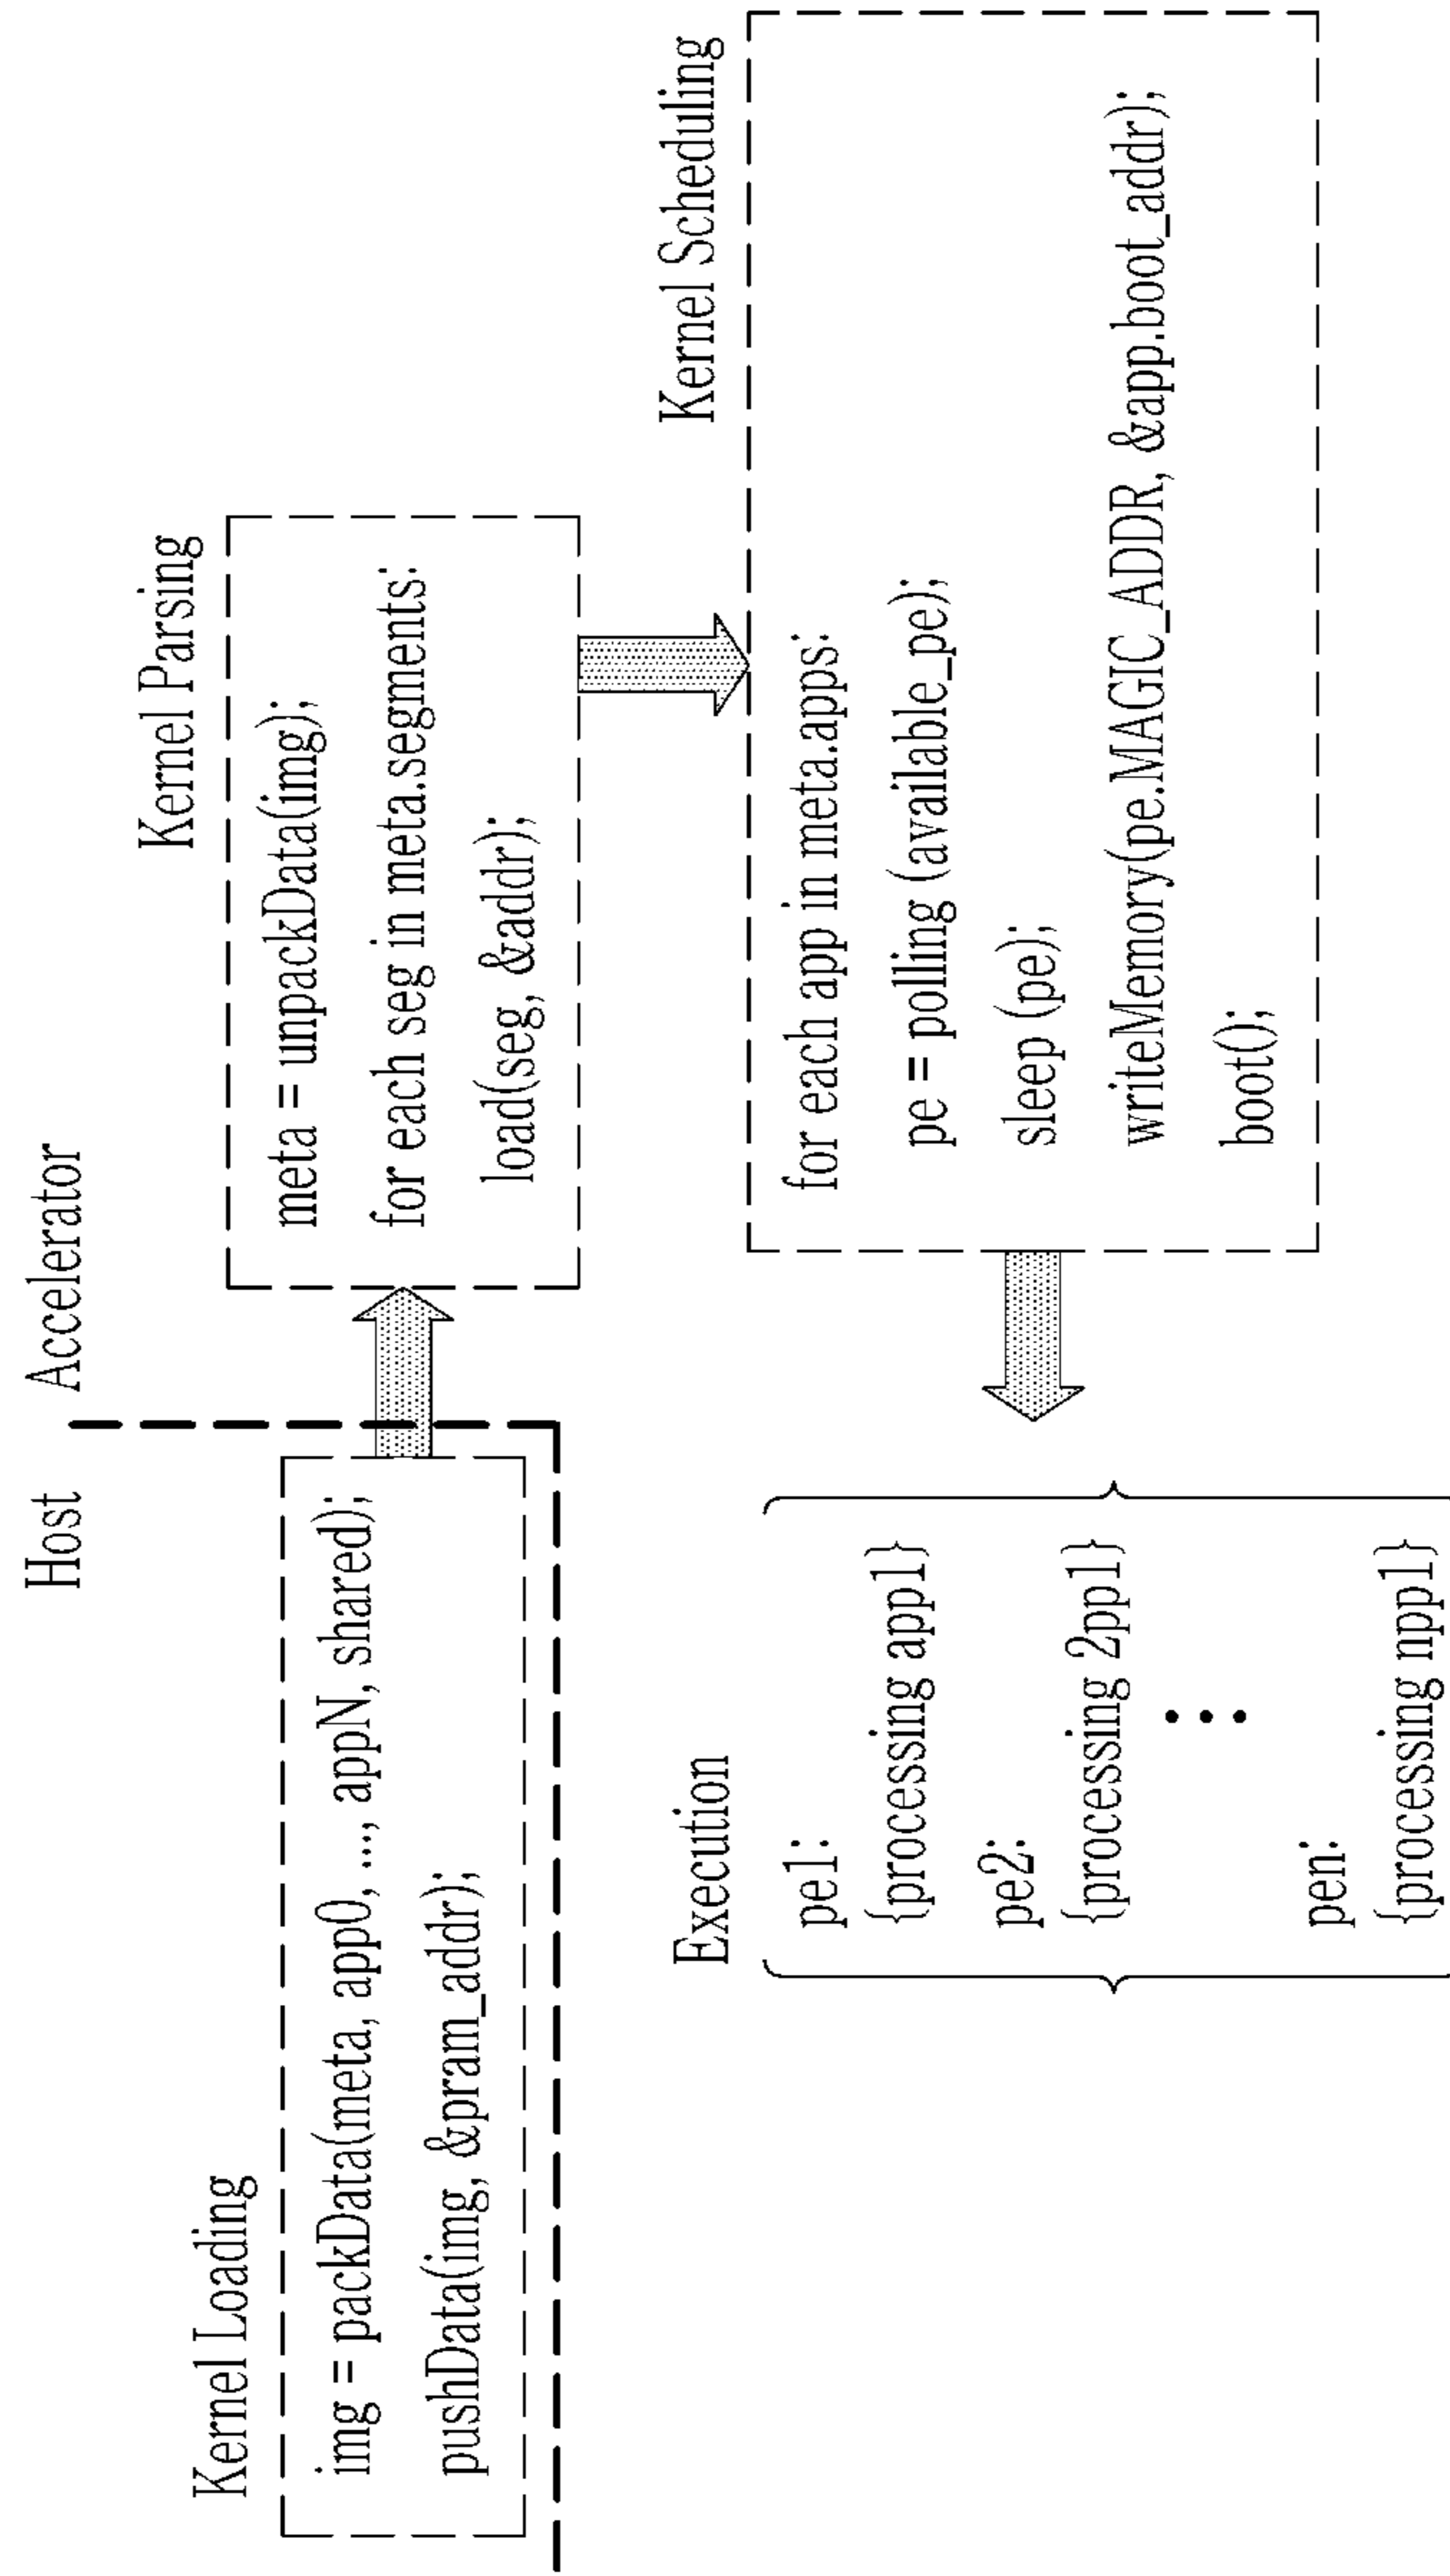 Host
Accelerator
Kernel Loading
img = packData(meta, app0, ..., appN, shared);
pushData(img, &pram_addr);
Kernel Parsing
meta = unpackData(img);
for each seg in meta.segments:
load(seg, &addr);
Kernel Scheduling
for each app in meta.apps:
pe = polling (available_pe);
sleep (pe);
writeMemory(pe.MAGIC_ADDR, &app.boot_addr);
boot();
Execution
pe1:
{processing app1}
pe2:
{processing 2pp1}
•••
pen:
{processing npp1}